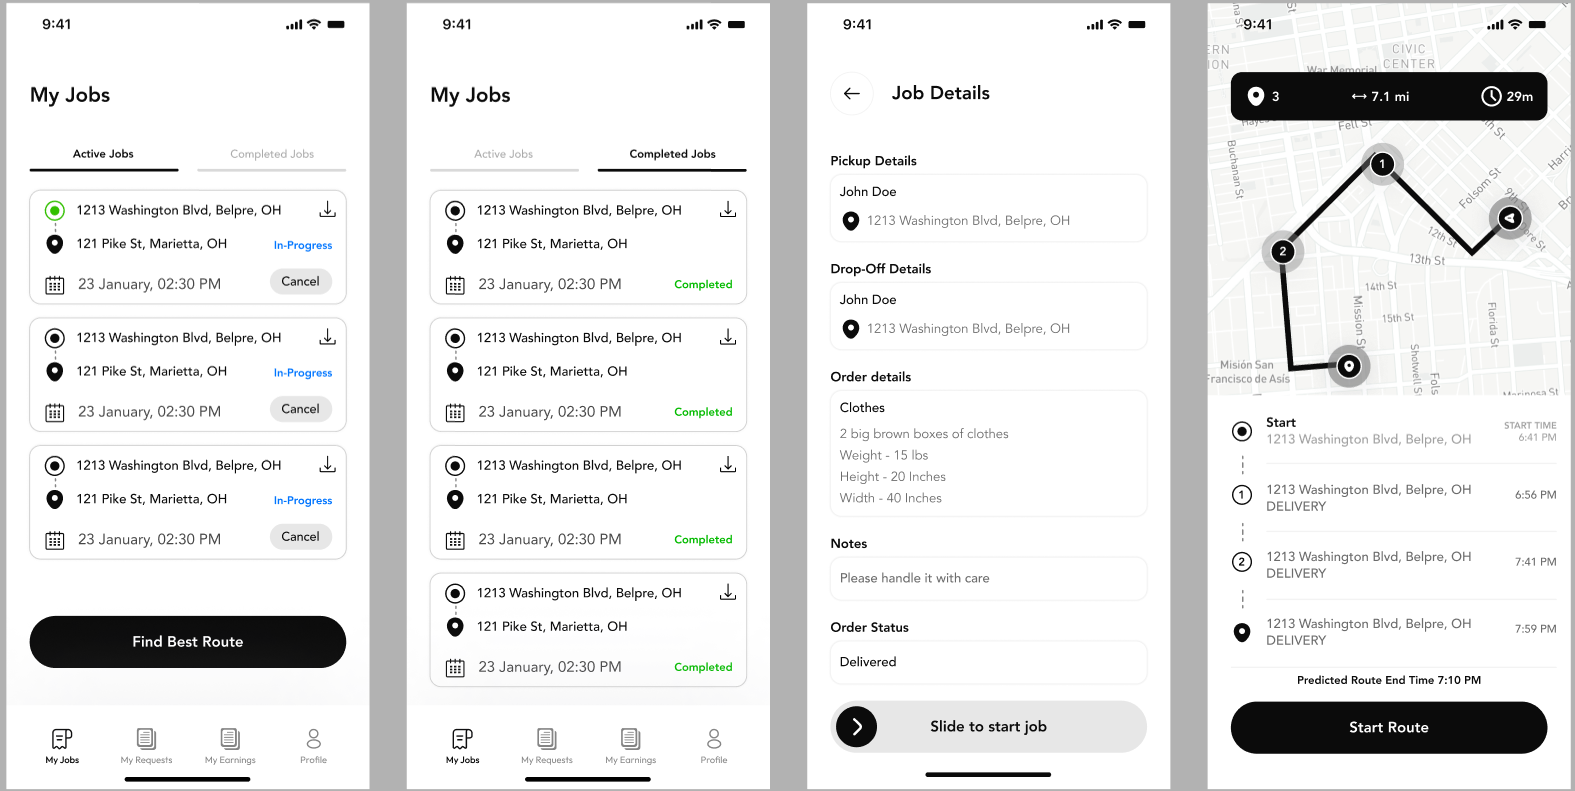 9:41
My Jobs
Active Jobs
Completed Jobs
1213 Washington Blvd, Belpre, OH
121 Pike St, Marietta, OH
In-Progress
23 January, 02:30 PM
Cancel
1213 Washington Blvd, Belpre, OH
121 Pike St, Marietta, OH
In-Progress
23 January, 02:30 PM
Cancel
1213 Washington Blvd, Belpre, OH
121 Pike St, Marietta, OH
In-Progress
23 January, 02:30 PM
Cancel
Find Best Route
My Jobs
My Requests
My Earnings
Profile
9:41
My Jobs
Active Jobs
Completed Jobs
1213 Washington Blvd, Belpre, OH
121 Pike St, Marietta, OH
23 January, 02:30 PM
Completed
1213 Washington Blvd, Belpre, OH
121 Pike St, Marietta, OH
23 January, 02:30 PM
Completed
1213 Washington Blvd, Belpre, OH
121 Pike St, Marietta, OH
23 January, 02:30 PM
Completed
1213 Washington Blvd, Belpre, OH
121 Pike St, Marietta, OH
23 January, 02:30 PM
Completed
My Jobs
My Requests
My Earnings
Profile
9:41
Job Details
Pickup Details
John Doe
1213 Washington Blvd, Belpre, OH
Drop-Off Details
John Doe
1213 Washington Blvd, Belpre, OH
Order details
Clothes
2 big brown boxes of clothes
Weight - 15 lbs
Height - 20 Inches
Width - 40 Inches
Notes
Please handle it with care
Order Status
Delivered
Slide to start job
9:41
CIVIC
CENTER
War Memorial
3
7.1 mi
29m
Fell St
Buchanan St
Folsom St
1
2
12th St
13th St
14th St
15th St
Mission St
Florida St
Shotwell St
Misión San
Francisco de Asís
Mariposa St
Start
1213 Washington Blvd, Belpre, OH
START TIME
6:41 PM
1
1213 Washington Blvd, Belpre, OH
DELIVERY
6:56 PM
2
1213 Washington Blvd, Belpre, OH
DELIVERY
7:41 PM
1213 Washington Blvd, Belpre, OH
DELIVERY
7:59 PM
Predicted Route End Time 7:10 PM
Start Route